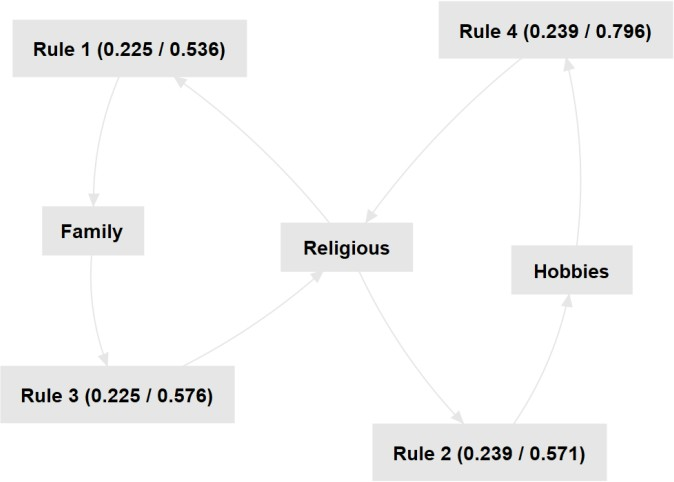 Rule 1 (0.225 / 0.536)
Rule 4 (0.239 / 0.796)
Family
Religious
Hobbies
Rule 3 (0.225 / 0.576)
Rule 2 (0.239 / 0.571)